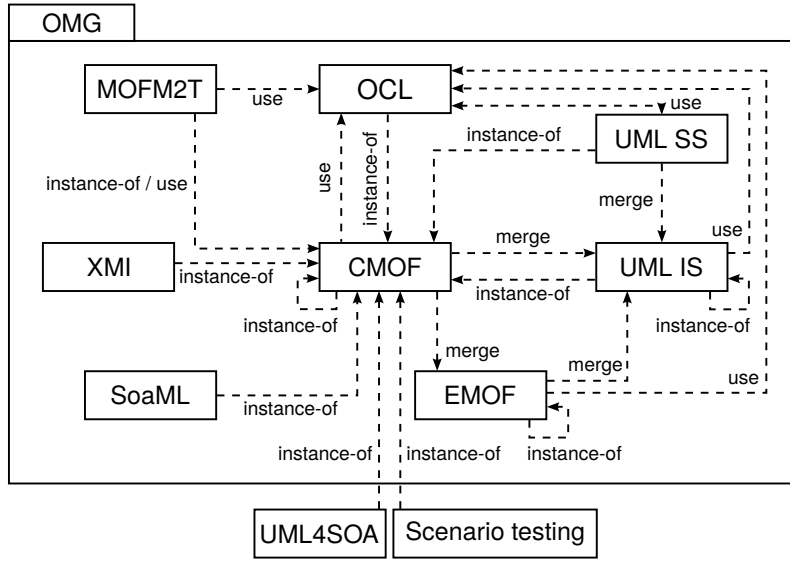 OMG
MOFM2T
use
OCL
use
UML SS
instance-of
use
instance-of
instance-of / use
merge
XMI
instance-of
CMOF
merge
instance-of
UML IS
use
instance-of
instance-of
merge
merge
use
SoaML
instance-of
EMOF
instance-of
instance-of
instance-of
UML4SOA
Scenario testing